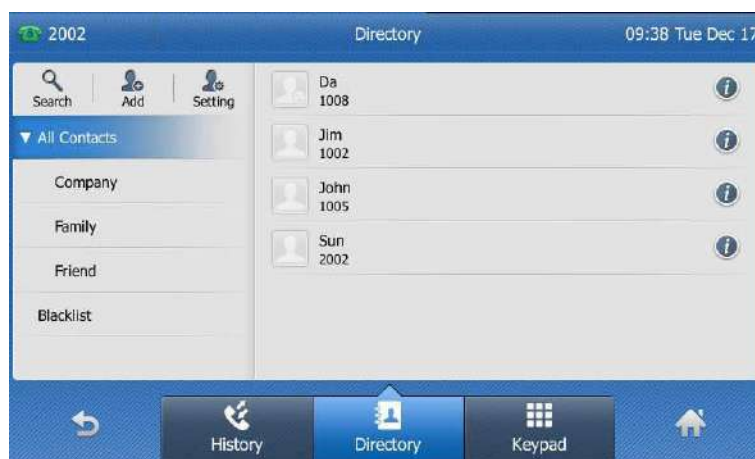 2002
Directory
09:38 Tue Dec 17
Search
Add
Setting
All Contacts
Company
Family
Friend
Blacklist
Da
1008
Jim
1002
John
1005
Sun
2002
History
Directory
Keypad